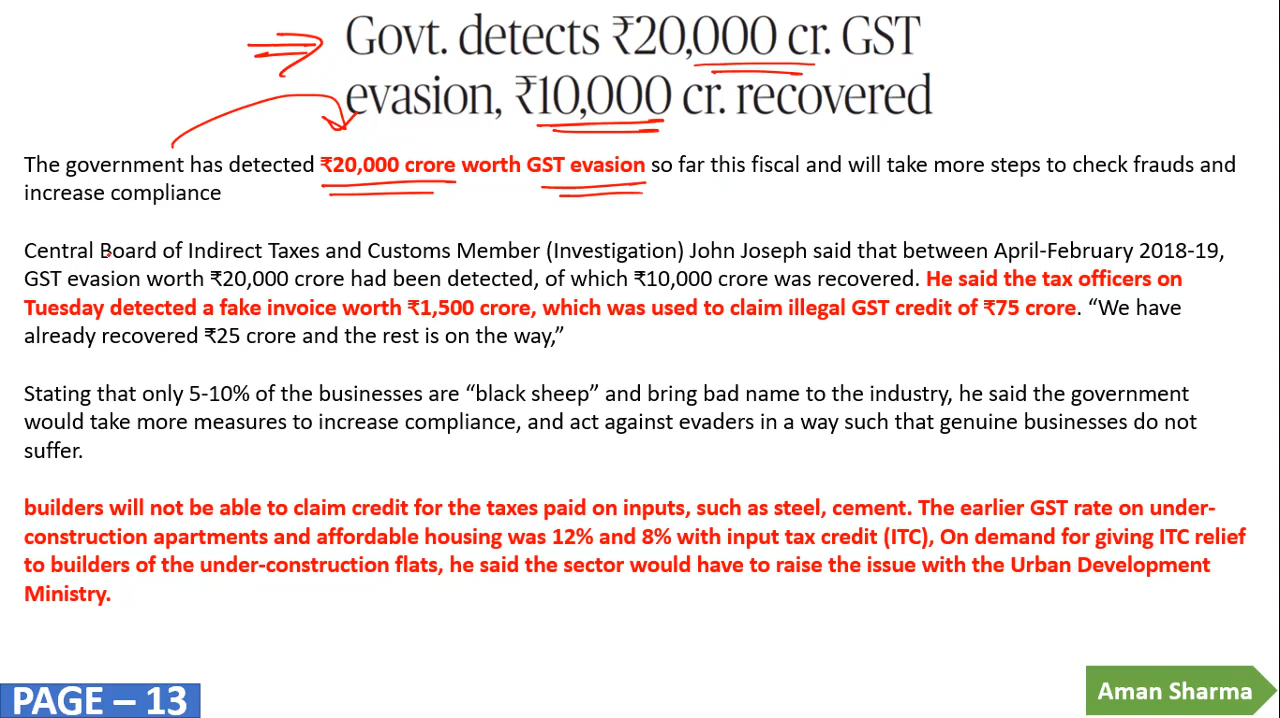 Govt. detects ₹20,000 cr. GST
evasion, ₹10,000 cr. recovered
The government has detected ₹20,000 crore worth GST evasion so far this fiscal and will take more steps to check frauds and
increase compliance
Central Board of Indirect Taxes and Customs Member (Investigation) John Joseph said that between April-February 2018-19,
GST evasion worth ₹20,000 crore had been detected, of which ₹10,000 crore was recovered. He said the tax officers on
Tuesday detected a fake invoice worth ₹1,500 crore, which was used to claim illegal GST credit of ₹75 crore. “We have
already recovered ₹25 crore and the rest is on the way,”
Stating that only 5-10% of the businesses are “black sheep” and bring bad name to the industry, he said the government
would take more measures to increase compliance, and act against evaders in a way such that genuine businesses do not
suffer.
builders will not be able to claim credit for the taxes paid on inputs, such as steel, cement. The earlier GST rate on under-
construction apartments and affordable housing was 12% and 8% with input tax credit (ITC), On demand for giving ITC relief
to builders of the under-construction flats, he said the sector would have to raise the issue with the Urban Development
Ministry.
PAGE – 13
Aman Sharma